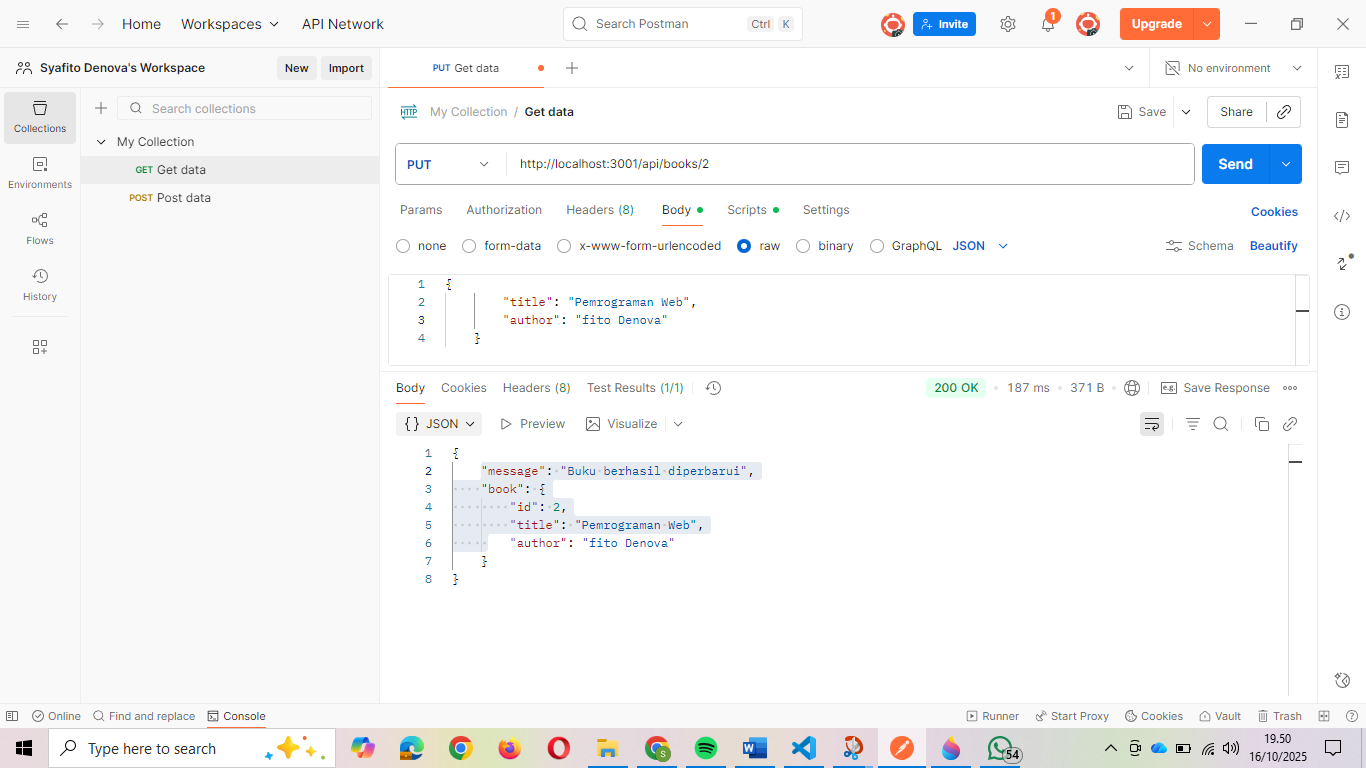 Home Workspaces API Network Search Postman Ctrl K Invite 1 Upgrade
Syafito Denova's Workspace New Import PUT Get data No environment
Collections
Search collections
My Collection
GET Get data
POST Post data
Environments
Flows
History
HTTP My Collection / Get data Save Share
PUT http://localhost:3001/api/books/2 Send
Params Authorization Headers (8) Body Scripts Settings Cookies
none form-data x-www-form-urlencoded raw binary GraphQL JSON Schema Beautify
1 {
2 "title": "Pemrograman Web",
3 "author": "fito Denova"
4 }
Body Cookies Headers (8) Test Results (1/1) 200 OK 187 ms 371 B e.g. Save Response
{} JSON Preview Visualize
1 {
2 "message": "Buku berhasil diperbarui",
3 "book": {
4 "id": 2,
5 "title": "Pemrograman Web",
6 "author": "fito Denova"
7 }
8 }
Online Find and replace Console Runner Start Proxy Cookies Vault Trash
Type here to search S 54 19.50
16/10/2025